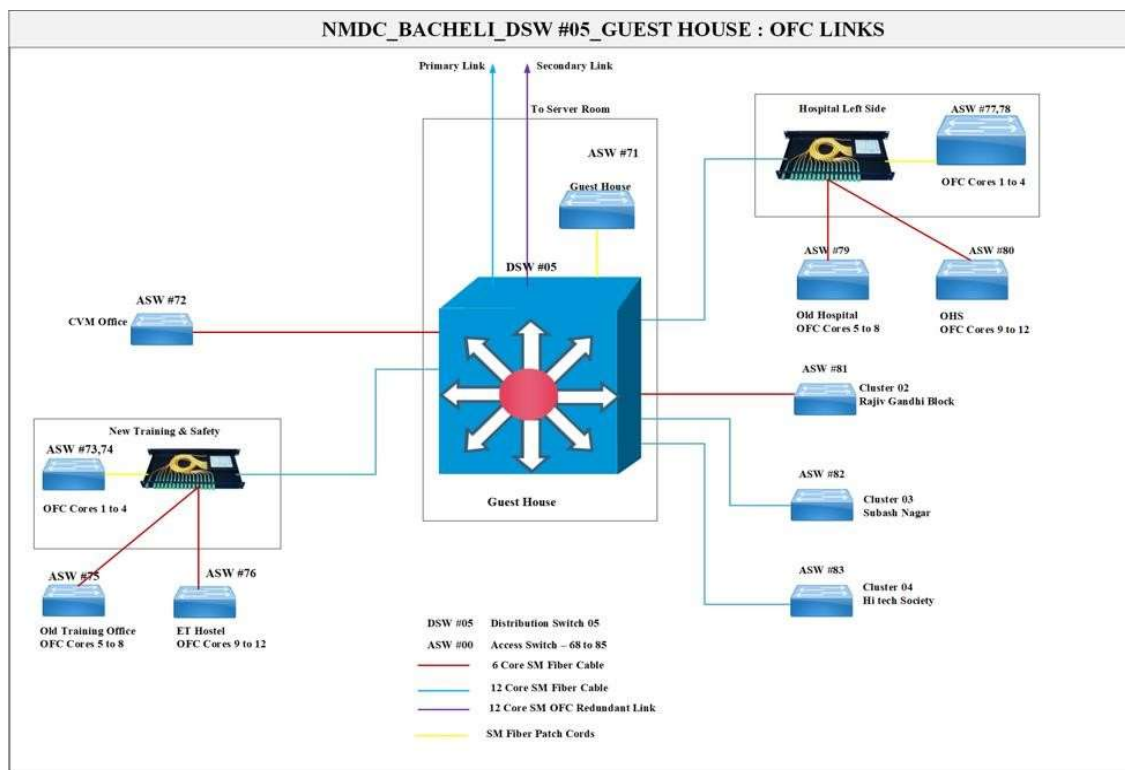 NMDC_BACHELI_DSW #05_GUEST HOUSE : OFC LINKS
Primary Link
Secondary Link
To Server Room
ASW #71
Guest House
DSW #05
Guest House
Hospital Left Side
ASW #77,78
OFC Cores 1 to 4
ASW #79
Old Hospital
OFC Cores 5 to 8
ASW #80
OHS
OFC Cores 9 to 12
ASW #72
CVM Office
ASW #81
Cluster 02
Rajiv Gandhi Block
New Training & Safety
ASW #73,74
OFC Cores 1 to 4
ASW #82
Cluster 03
Subash Nagar
ASW #75
Old Training Office
OFC Cores 5 to 8
ASW #76
ET Hostel
OFC Cores 9 to 12
ASW #83
Cluster 04
Hi tech Society
DSW #05 Distribution Switch 05
ASW #00 Access Switch – 68 to 85
6 Core SM Fiber Cable
12 Core SM Fiber Cable
12 Core SM OFC Redundant Link
SM Fiber Patch Cords